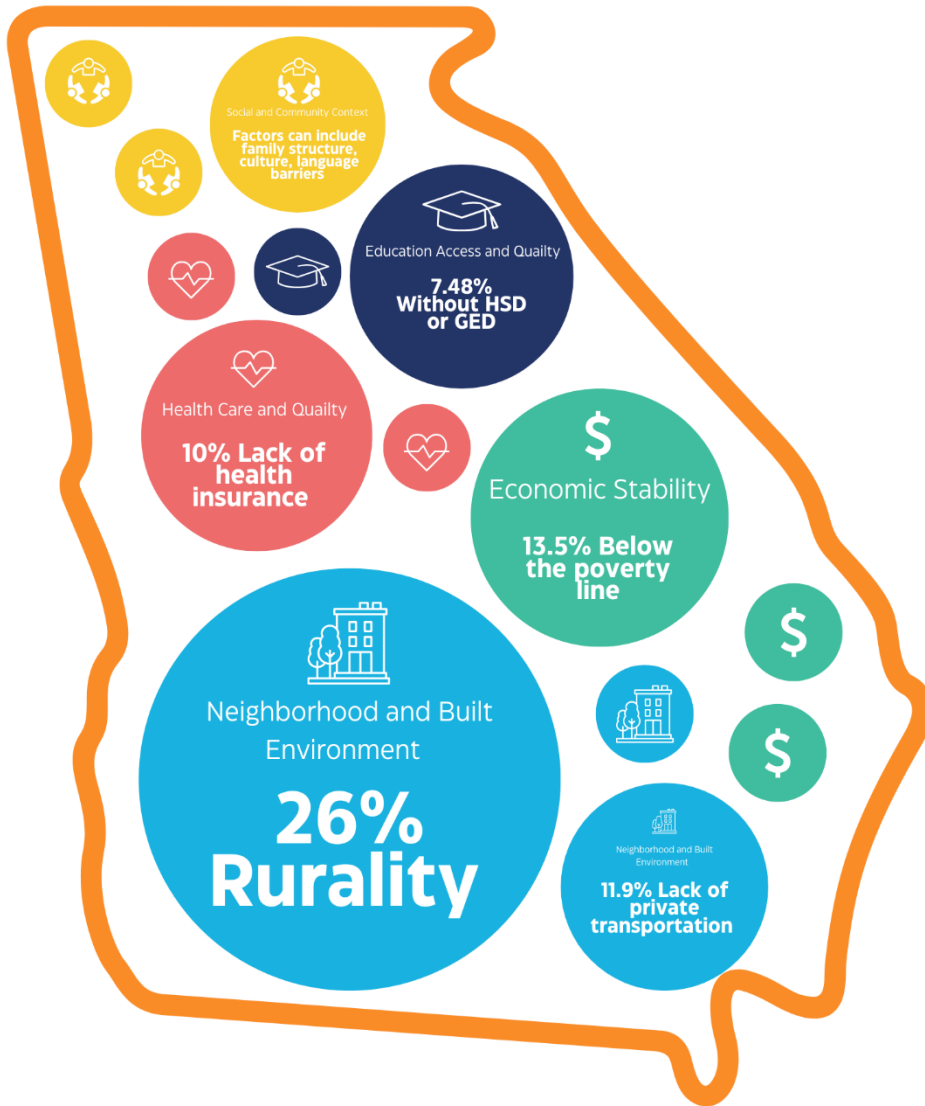 Social and Community Context
Factors can include
family structure,
culture, language
barriers
Education Access and Quailty
7.48%
Without HSD
or GED
Health Care and Quailty
10% Lack of
health
insurance
$
Economic Stability
13.5% Below
the poverty
line
$
$
Neighborhood and Built
Environment
26%
Rurality
Neighborhood and Built
Environment
11.9% Lack of
private
transportation